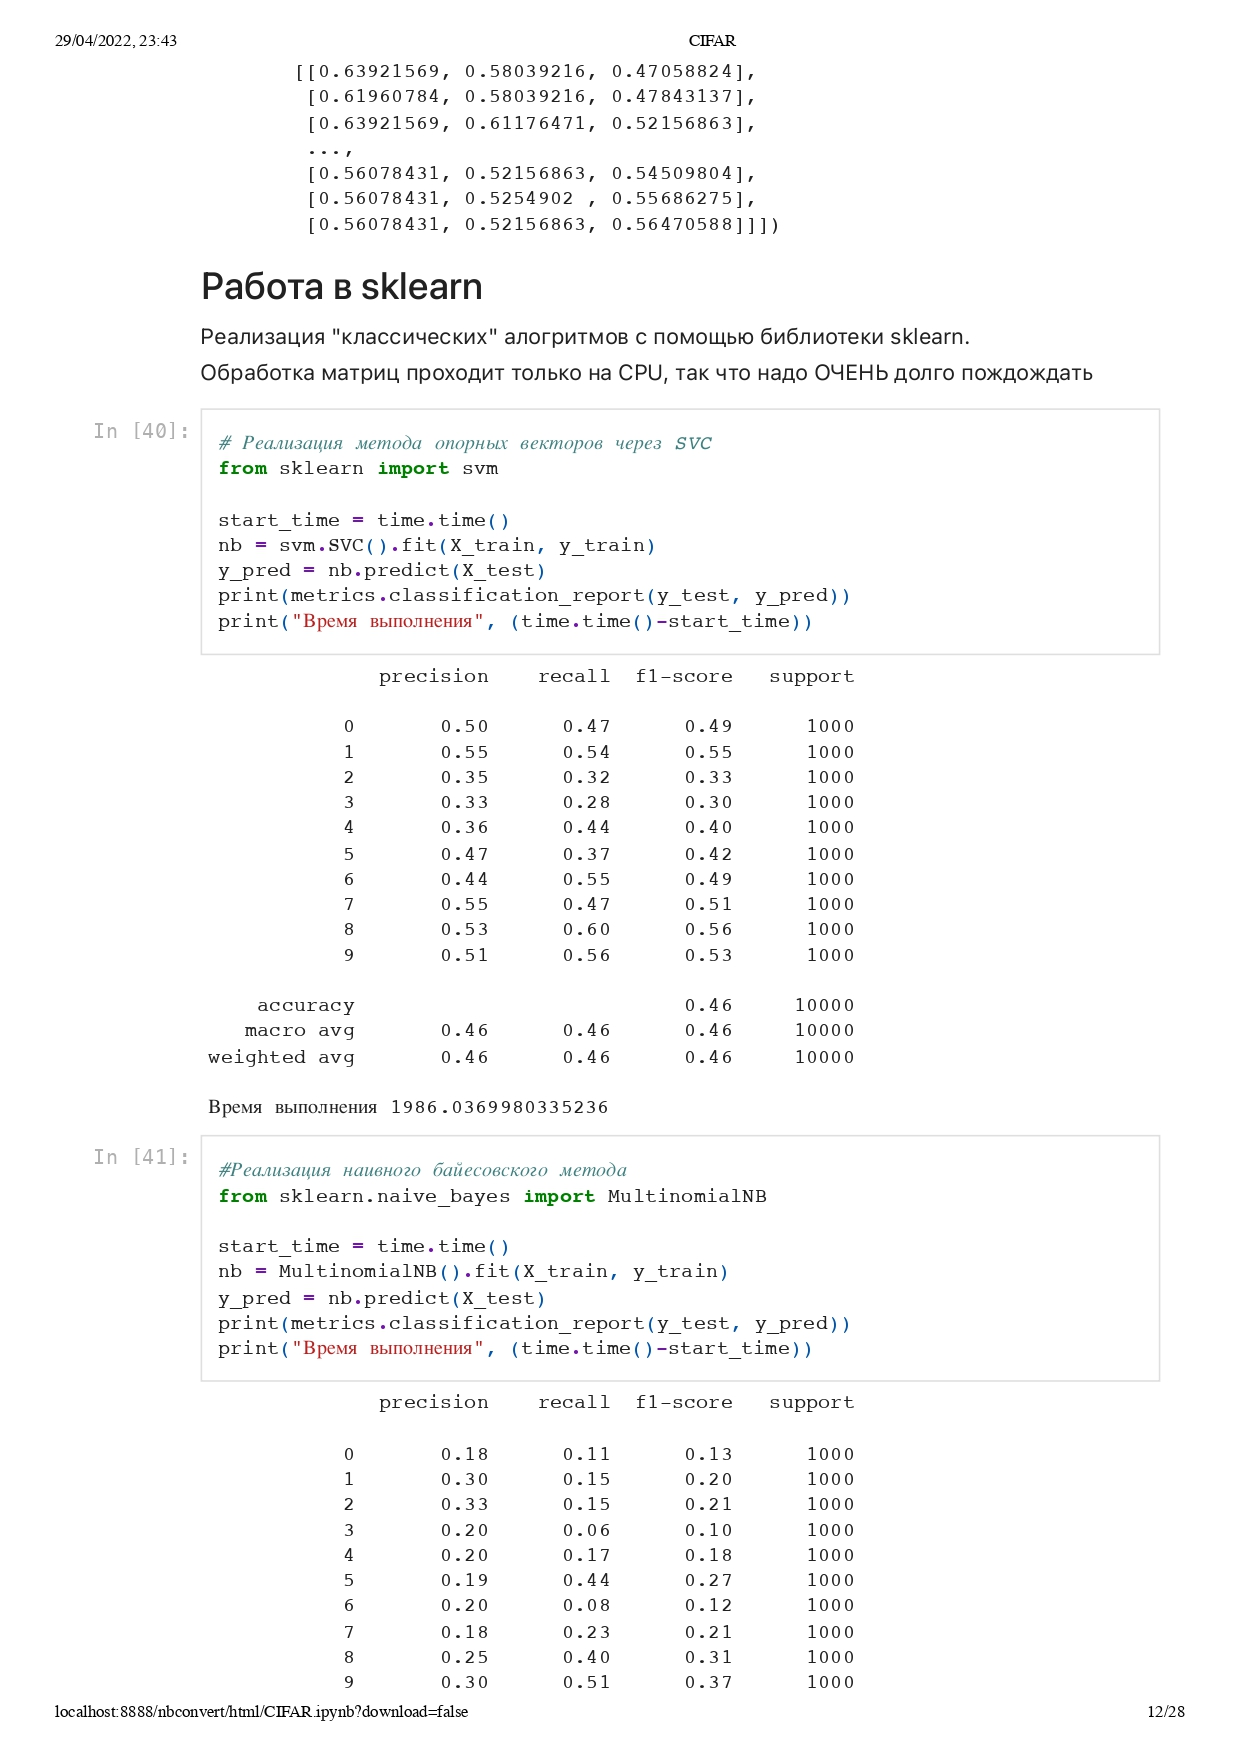 29/04/2022, 23:43 CIFAR
[[0.63921569, 0.58039216, 0.47058824],
[0.61960784, 0.58039216, 0.47843137],
[0.63921569, 0.61176471, 0.52156863],
...,
[0.56078431, 0.52156863, 0.54509804],
[0.56078431, 0.5254902 , 0.55686275],
[0.56078431, 0.52156863, 0.56470588]]])
Работа в sklearn
Реализация "классических" алогритмов с помощью библиотеки sklearn.
Обработка матриц проходит только на CPU, так что надо ОЧЕНЬ долго пождождать
In [40]:
# Реализация метода опорных векторов через SVC
from sklearn import svm
start_time = time.time()
nb = svm.SVC().fit(X_train, y_train)
y_pred = nb.predict(X_test)
print(metrics.classification_report(y_test, y_pred))
print("Время выполнения", (time.time()-start_time))
precision recall f1-score support
0 0.50 0.47 0.49 1000
1 0.55 0.54 0.55 1000
2 0.35 0.32 0.33 1000
3 0.33 0.28 0.30 1000
4 0.36 0.44 0.40 1000
5 0.47 0.37 0.42 1000
6 0.44 0.55 0.49 1000
7 0.55 0.47 0.51 1000
8 0.53 0.60 0.56 1000
9 0.51 0.56 0.53 1000
accuracy 0.46 10000
macro avg 0.46 0.46 0.46 10000
weighted avg 0.46 0.46 0.46 10000
Время выполнения 1986.0369980335236
In [41]:
#Реализация наивного байесовского метода
from sklearn.naive_bayes import MultinomialNB
start_time = time.time()
nb = MultinomialNB().fit(X_train, y_train)
y_pred = nb.predict(X_test)
print(metrics.classification_report(y_test, y_pred))
print("Время выполнения", (time.time()-start_time))
precision recall f1-score support
0 0.18 0.11 0.13 1000
1 0.30 0.15 0.20 1000
2 0.33 0.15 0.21 1000
3 0.20 0.06 0.10 1000
4 0.20 0.17 0.18 1000
5 0.19 0.44 0.27 1000
6 0.20 0.08 0.12 1000
7 0.18 0.23 0.21 1000
8 0.25 0.40 0.31 1000
9 0.30 0.51 0.37 1000
localhost:8888/nbconvert/html/CIFAR.ipynb?download=false 12/28